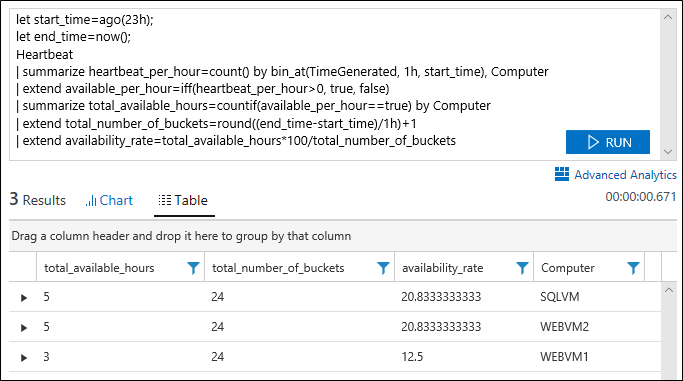 let start_time=ago(23h);
let end_time=now();
Heartbeat
| summarize heartbeat_per_hour=count() by bin_at(TimeGenerated, 1h, start_time), Computer
| extend available_per_hour=iff(heartbeat_per_hour>0, true, false)
| summarize total_available_hours=countif(available_per_hour==true) by Computer
| extend total_number_of_buckets=round((end_time-start_time)/1h)+1
| extend availability_rate=total_available_hours*100/total_number_of_buckets
RUN
Advanced Analytics
3 Results Chart Table 00:00:00.671
Drag a column header and drop it here to group by that column
total_available_hours total_number_of_buckets availability_rate Computer
5 24 20.8333333333 SQLVM
5 24 20.8333333333 WEBVM2
3 24 12.5 WEBVM1